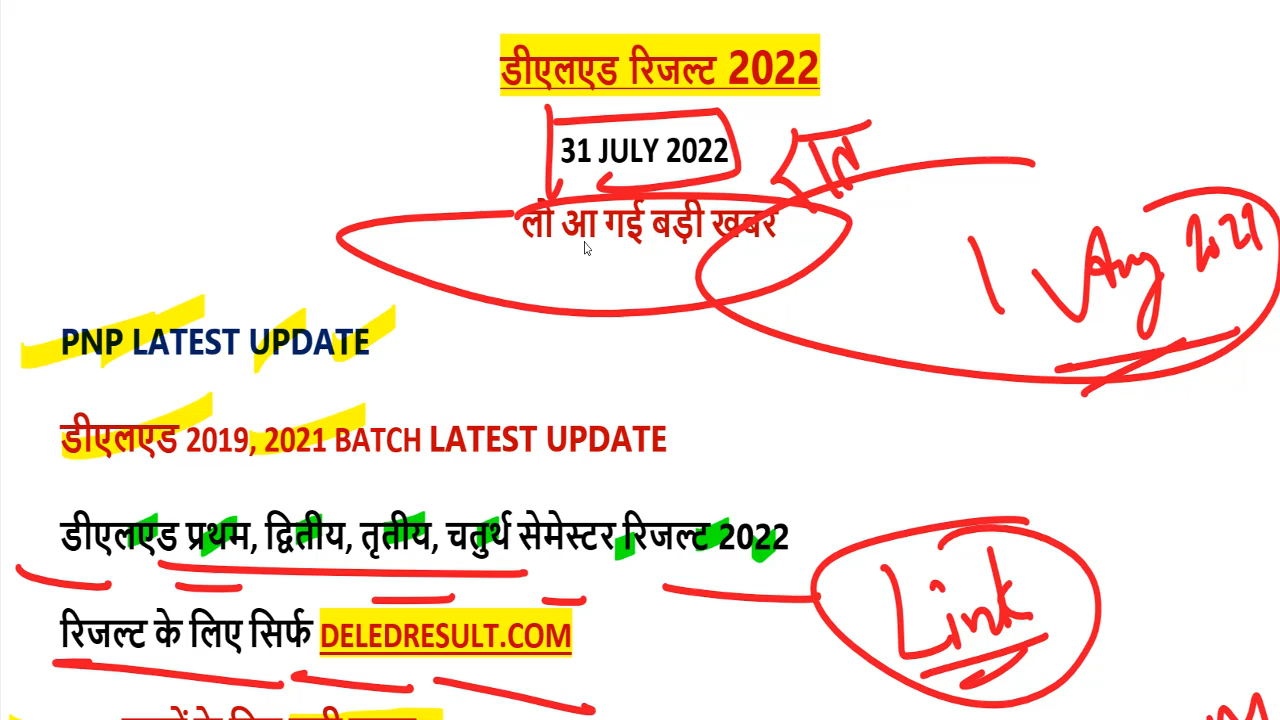 डीएलएड रिजल्ट 2022
31 JULY 2022
लो आ गई बड़ी खबर
1 Aug 2022
PNP LATEST UPDATE
डीएलएड 2019, 2021 BATCH LATEST UPDATE
डीएलएड प्रथम, द्वितीय, तृतीय, चतुर्थ सेमेस्टर रिजल्ट 2022
Link
रिजल्ट के लिए सिर्फ DELEDRESULT.COM